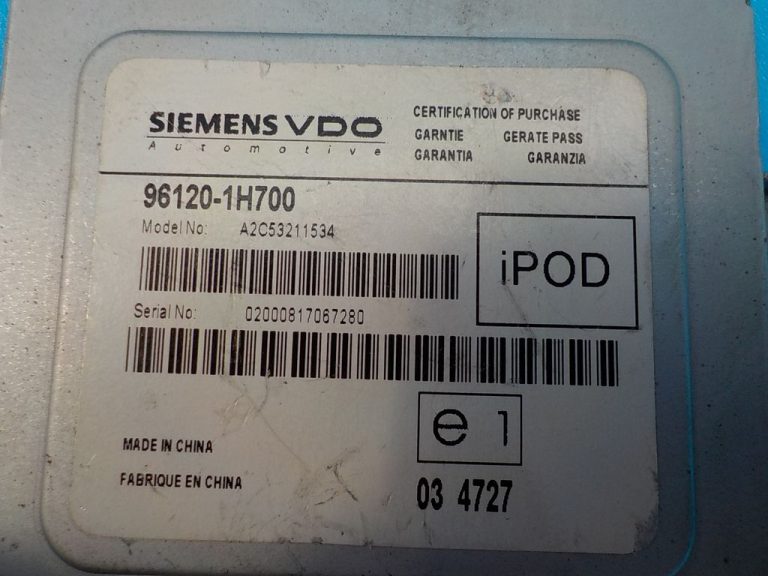 SIEMENS VDO
Automotive
CERTIFICATION OF PURCHASE
GARNTIE GERATE PASS
GARANTIA GARANZIA
96120-1H700
Model No: A2C53211534
iPOD
Serial No: 02000817067280
e 1
MADE IN CHINA
FABRIQUE EN CHINA
03 4727